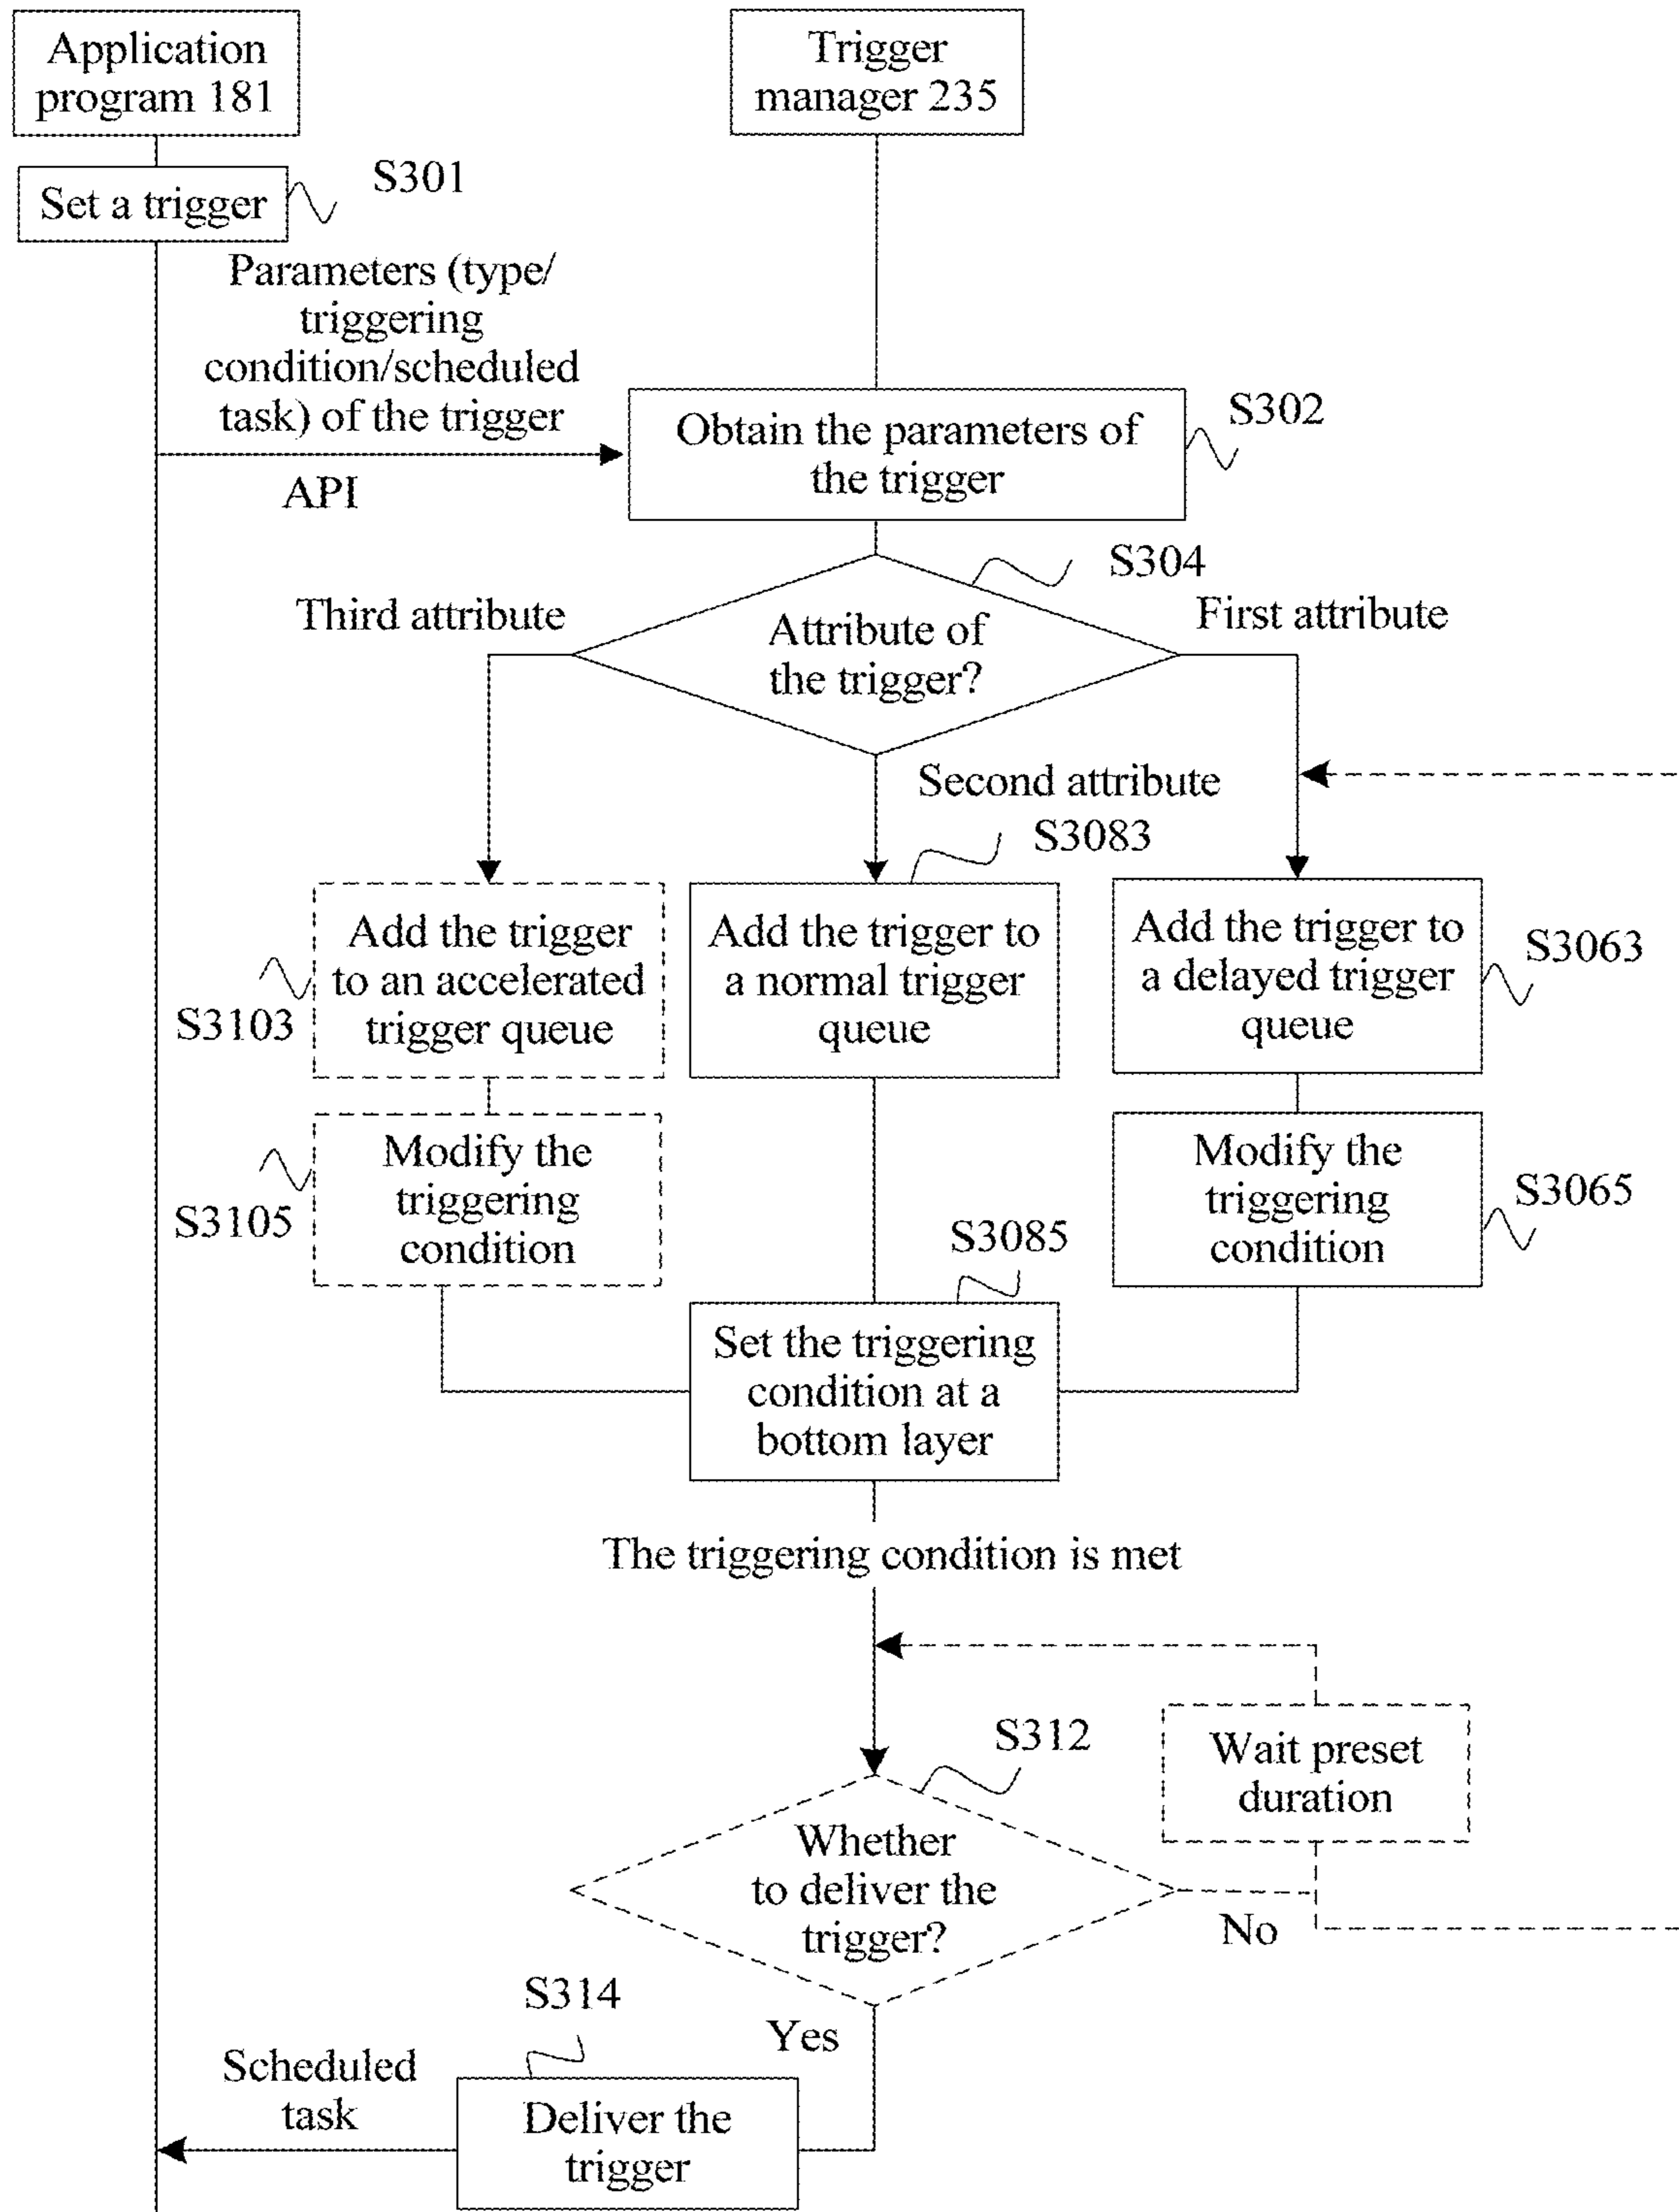 Application
program 181
Trigger
manager 235
Set a trigger
S301
Parameters (type/
triggering
condition/scheduled
task) of the trigger
API
Obtain the parameters of
the trigger
S302
S304
Third attribute
Attribute of
the trigger?
First attribute
Second attribute
S3083
Add the trigger
to an accelerated
trigger queue
S3103
Add the trigger to
a normal trigger
queue
Add the trigger to
a delayed trigger
queue
S3063
Modify the
triggering
condition
S3105
Modify the
triggering
condition
S3065
S3085
Set the triggering
condition at a
bottom layer
The triggering condition is met
S312
Wait preset
duration
Whether
to deliver the
trigger?
No
S314
Yes
Scheduled
task
Deliver the
trigger